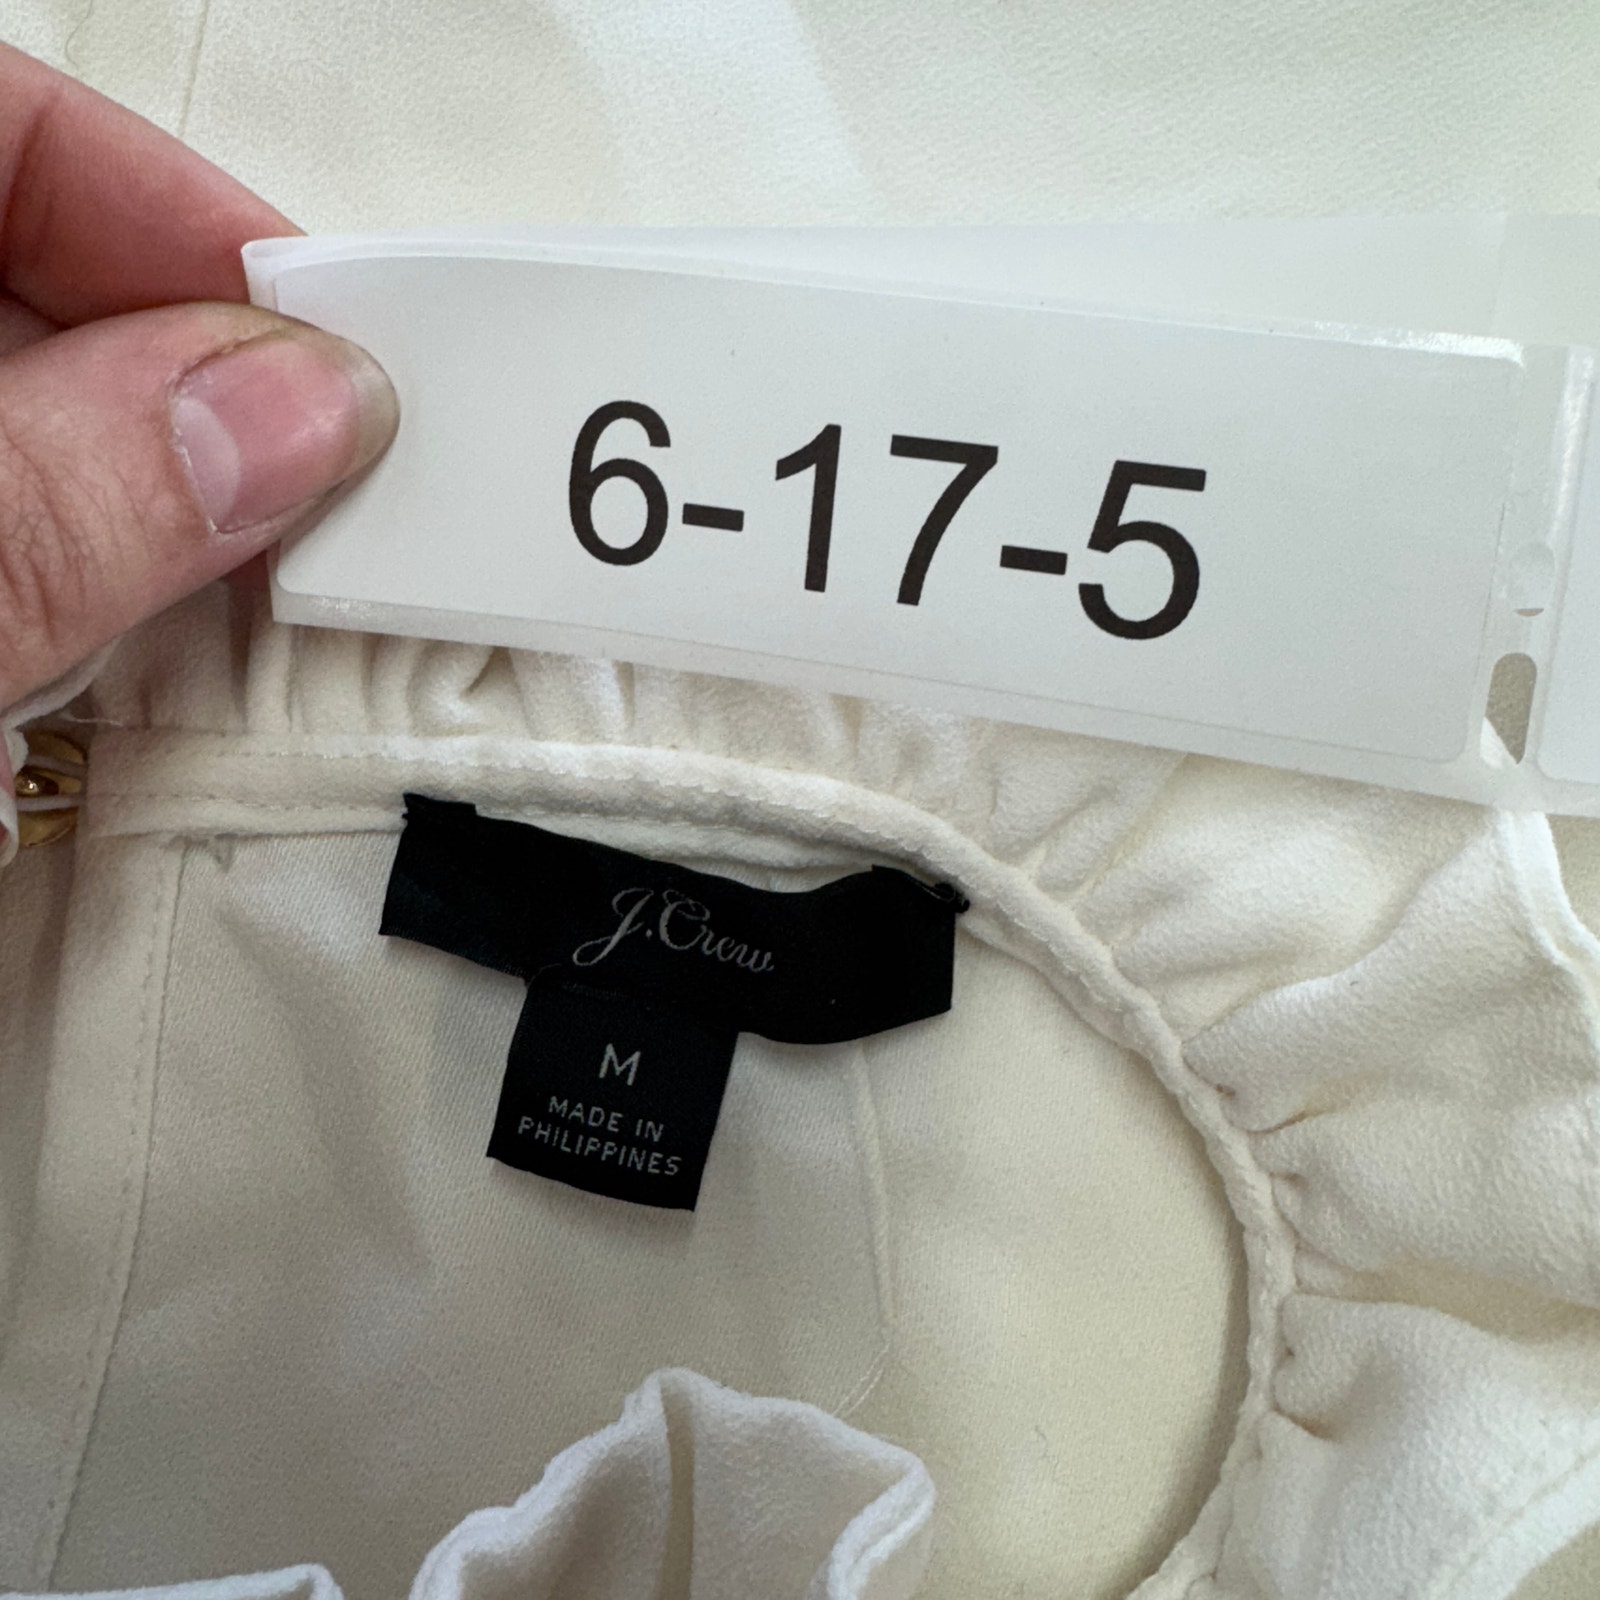 6-17-5
J.Crew
M
MADE IN
PHILIPPINES